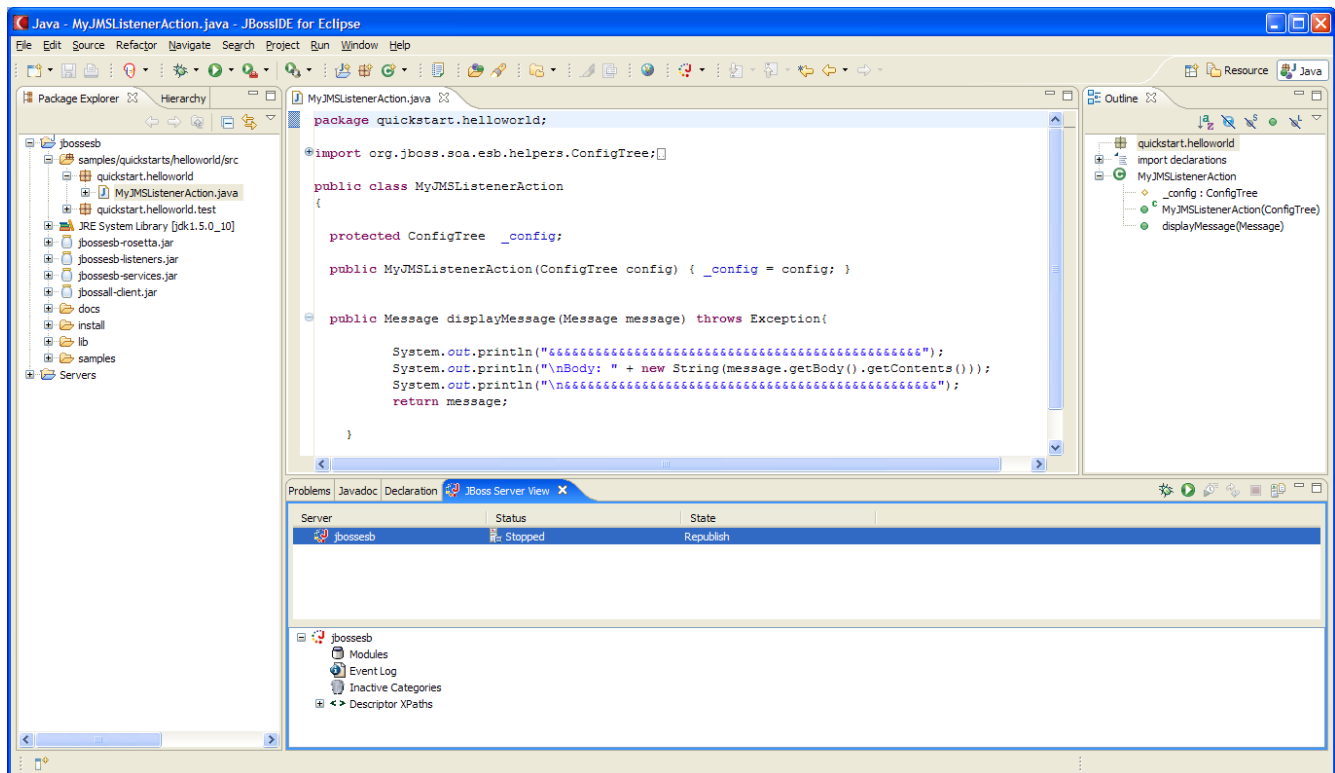 Java - MyJMSListenerAction.java - JBossIDE for Eclipse
File Edit Source Refactor Navigate Search Project Run Window Help
Resource Java
Package Explorer Hierarchy
jbossesb
samples/quickstarts/helloworld/src
quickstart.helloworld
MyJMSListenerAction.java
quickstart.helloworld.test
JRE System Library [jdk1.5.0_10]
jbossesb-rosetta.jar
jbossesb-listeners.jar
jbossesb-services.jar
jbossall-client.jar
docs
install
lib
samples
Servers
MyJMSListenerAction.java
package quickstart.helloworld;
import org.jboss.soa.esb.helpers.ConfigTree;
public class MyJMSListenerAction
{
protected ConfigTree _config;
public MyJMSListenerAction(ConfigTree config) { _config = config; }
public Message displayMessage(Message message) throws Exception{
System.out.println("&&&&&&&&&&&&&&&&&&&&&&&&&&&&&&&&&&&&&&&&&&&&&&&&");
System.out.println("\nBody: " + new String(message.getBody().getContents()));
System.out.println("\n&&&&&&&&&&&&&&&&&&&&&&&&&&&&&&&&&&&&&&&&&&&&&&&&");
return message;
}
Outline
quickstart.helloworld
import declarations
MyJMSListenerAction
_config : ConfigTree
MyJMSListenerAction(ConfigTree)
displayMessage(Message)
Problems Javadoc Declaration JBoss Server View
Server Status State
jbossesb Stopped Republish
jbossesb
Modules
Event Log
Inactive Categories
Descriptor XPaths